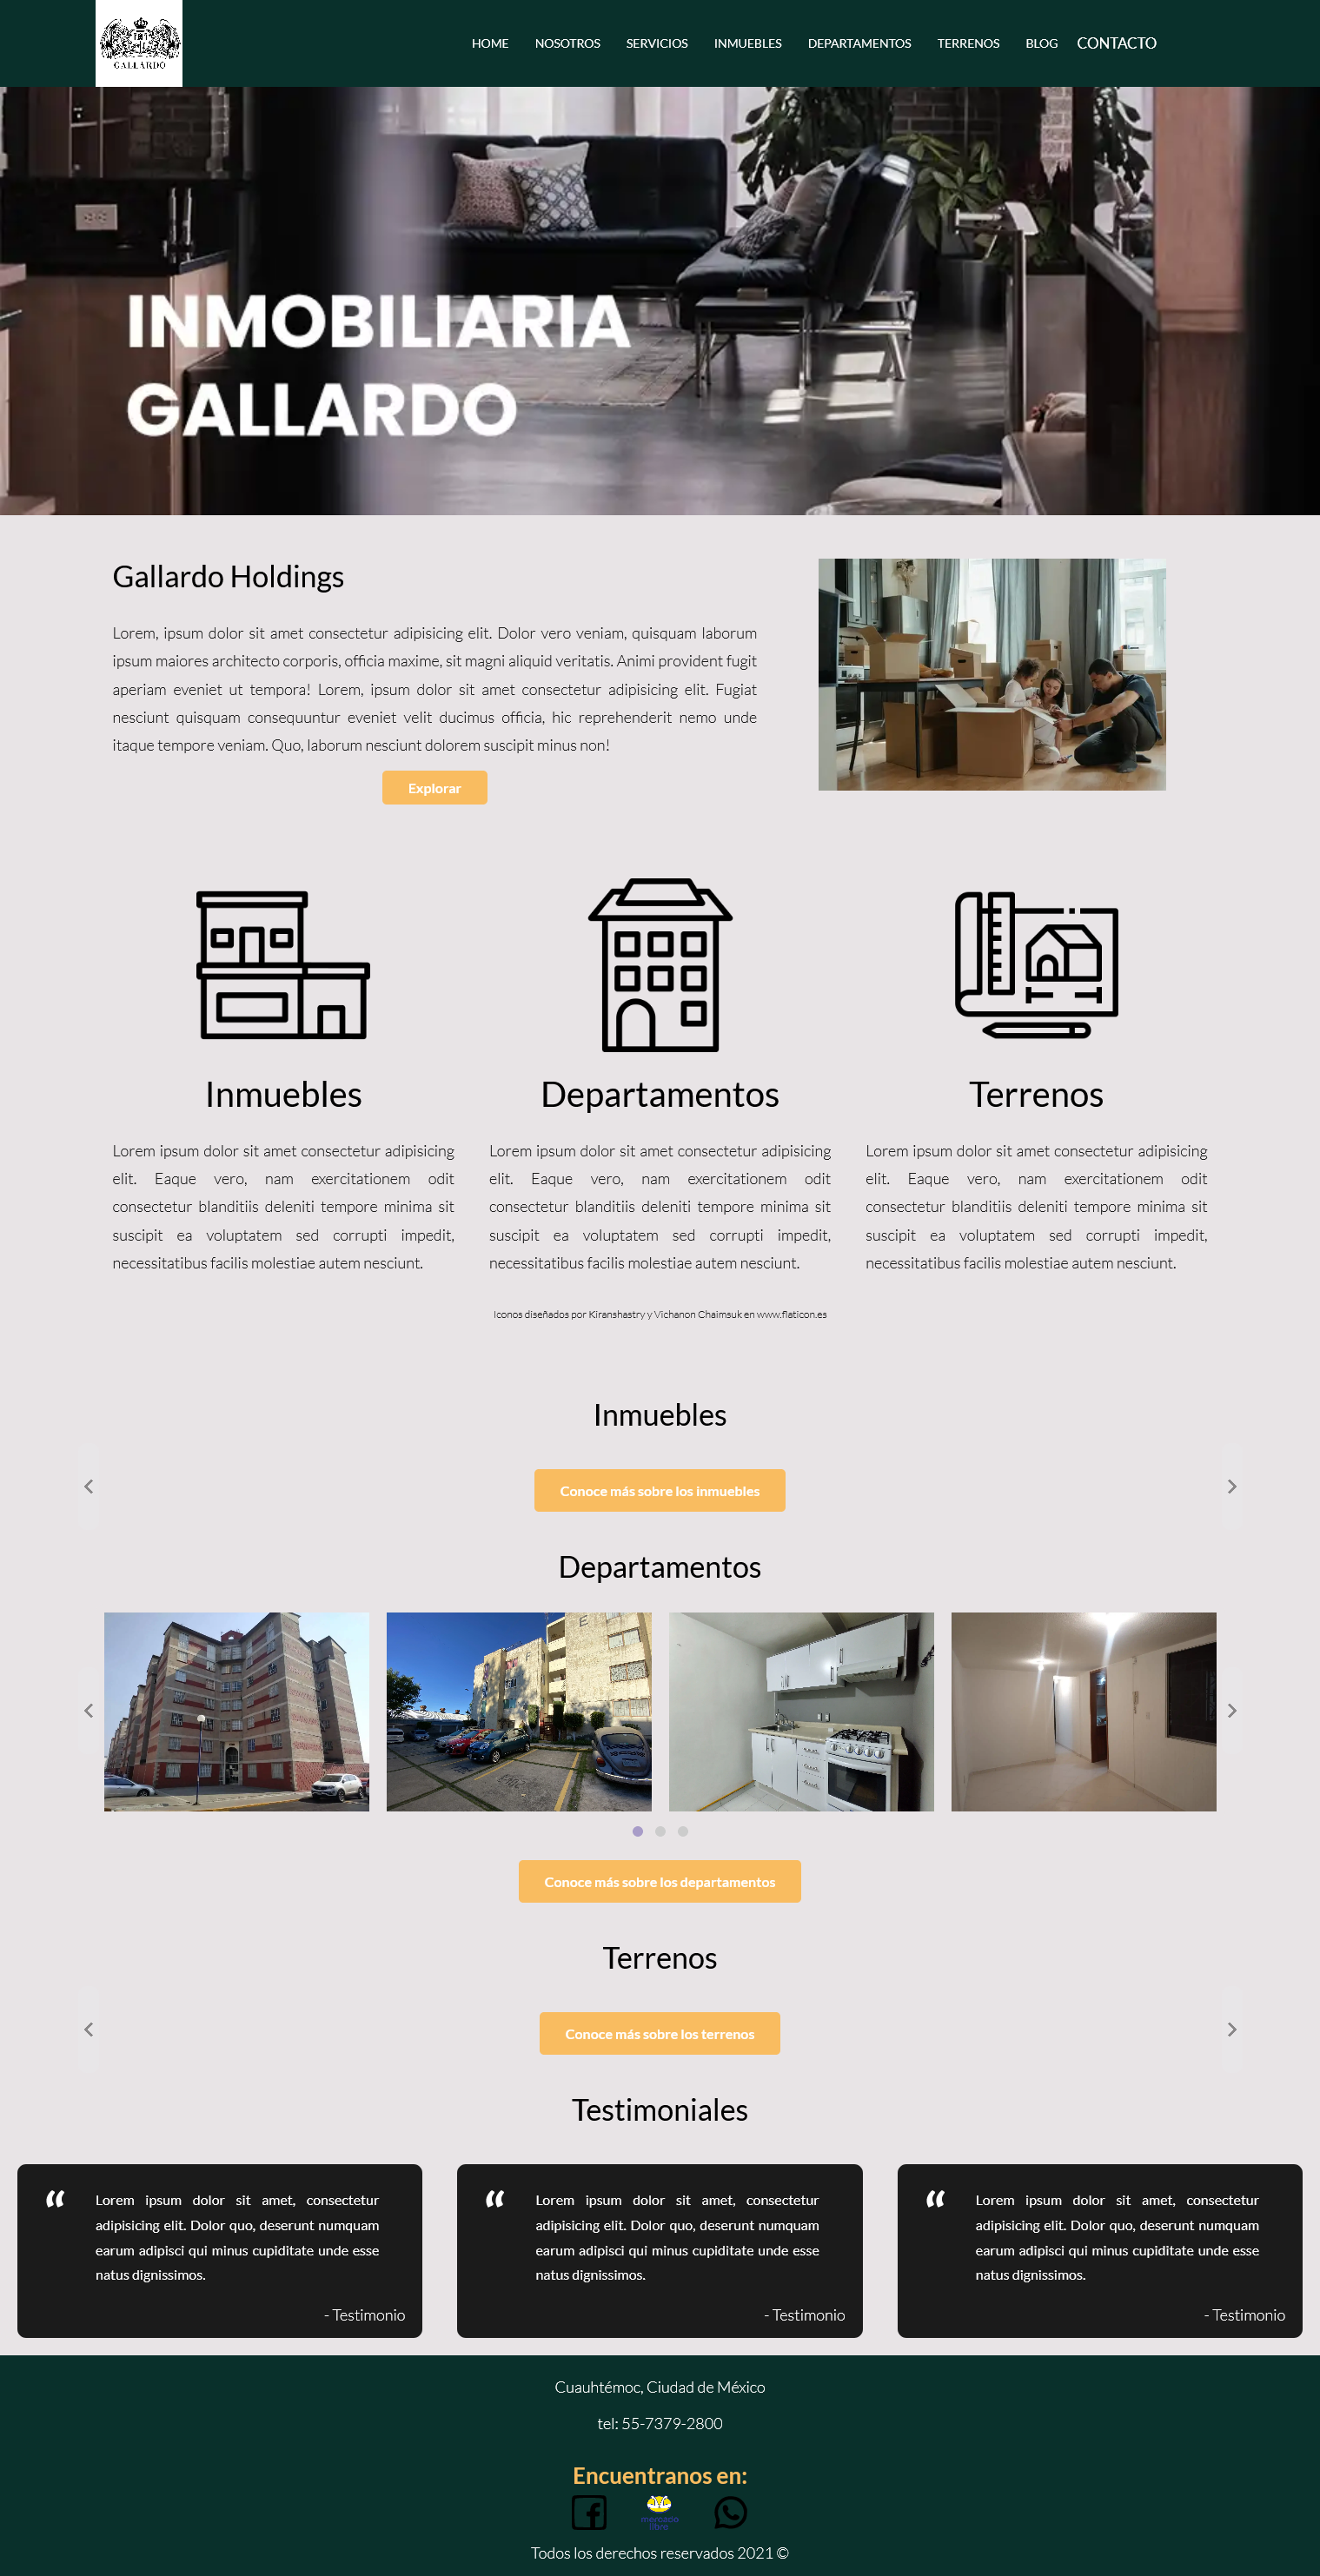 GALLARDO
HOME NOSOTROS SERVICIOS INMUEBLES DEPARTAMENTOS TERRENOS BLOG CONTACTO
INMOBILIARIA
GALLARDO
Gallardo Holdings
Lorem, ipsum dolor sit amet consectetur adipisicing elit. Dolor vero veniam, quisquam laborum
ipsum maiores architecto corporis, officia maxime, sit magni aliquid veritatis. Animi provident fugit
aperiam eveniet ut tempora! Lorem, ipsum dolor sit amet consectetur adipisicing elit. Fugiat
nesciunt quisquam consequuntur eveniet velit ducimus officia, hic reprehenderit nemo unde
itaque tempore veniam. Quo, laborum nesciunt dolorem suscipit minus non!
Explorar
Inmuebles
Lorem ipsum dolor sit amet consectetur adipisicing
elit. Eaque vero, nam exercitationem odit
consectetur blanditiis deleniti tempore minima sit
suscipit ea voluptatem sed corrupti impedit,
necessitatibus facilis molestiae autem nesciunt.
Departamentos
Lorem ipsum dolor sit amet consectetur adipisicing
elit. Eaque vero, nam exercitationem odit
consectetur blanditiis deleniti tempore minima sit
suscipit ea voluptatem sed corrupti impedit,
necessitatibus facilis molestiae autem nesciunt.
Terrenos
Lorem ipsum dolor sit amet consectetur adipisicing
elit. Eaque vero, nam exercitationem odit
consectetur blanditiis deleniti tempore minima sit
suscipit ea voluptatem sed corrupti impedit,
necessitatibus facilis molestiae autem nesciunt.
Iconos diseñados por Kiranshastry y Vichanon Chaimsuk en www.flaticon.es
Inmuebles
Conoce más sobre los inmuebles
Departamentos
E
Conoce más sobre los departamentos
Terrenos
Conoce más sobre los terrenos
Testimoniales
“ Lorem ipsum dolor sit amet, consectetur
adipisicing elit. Dolor quo, deserunt numquam
earum adipisci qui minus cupiditate unde esse
natus dignissimos.
- Testimonio
“ Lorem ipsum dolor sit amet, consectetur
adipisicing elit. Dolor quo, deserunt numquam
earum adipisci qui minus cupiditate unde esse
natus dignissimos.
- Testimonio
“ Lorem ipsum dolor sit amet, consectetur
adipisicing elit. Dolor quo, deserunt numquam
earum adipisci qui minus cupiditate unde esse
natus dignissimos.
- Testimonio
Cuauhtémoc, Ciudad de México
tel: 55-7379-2800
Encuentranos en:
mercado
libre
Todos los derechos reservados 2021 ©